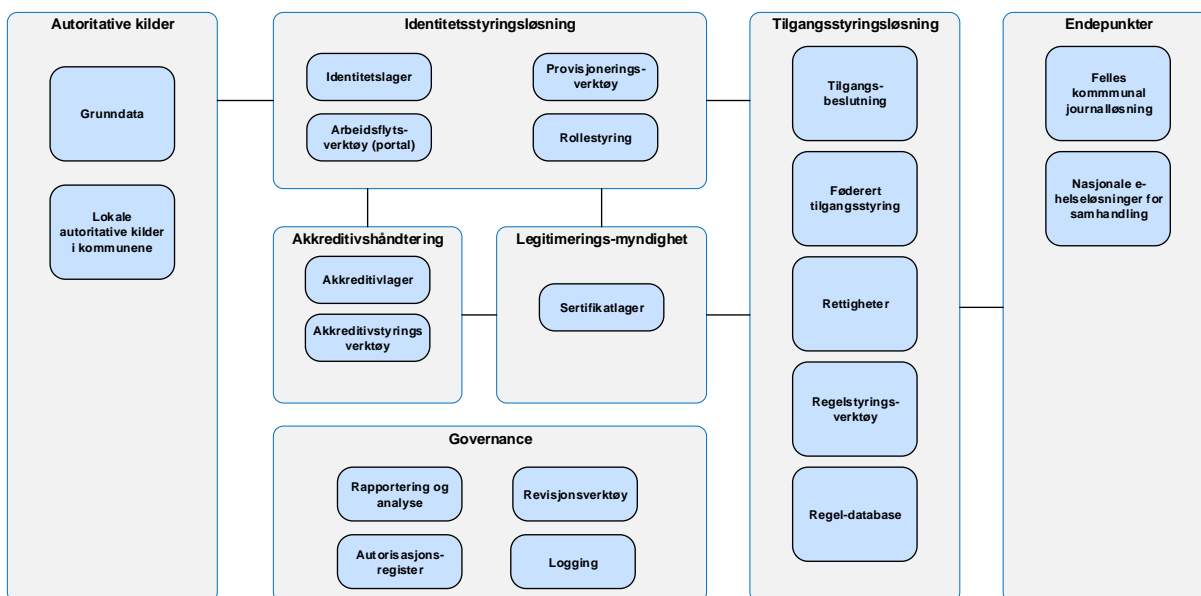 Autoritative kilder
Grunndata
Lokale
autoritative kilder
i kommunene
Identitetsstyringsløsning
Identitetslager
Provisjonerings-
verktøy
Arbeidsflyts-
verktøy (portal)
Rollestyring
Akkreditivshåndtering
Akkreditivlager
Akkreditivstyrings
verktøy
Legitimerings-myndighet
Sertifikatlager
Governance
Rapportering og
analyse
Revisjonsverktøy
Autorisasjons-
register
Logging
Tilgangsstyringsløsning
Tilgangs-
beslutning
Føderert
tilgangsstyring
Rettigheter
Regelstyrings-
verktøy
Regel-database
Endepunkter
Felles
kommmunal
journalløsning
Nasjonale e-
helseløsninger for
samhandling